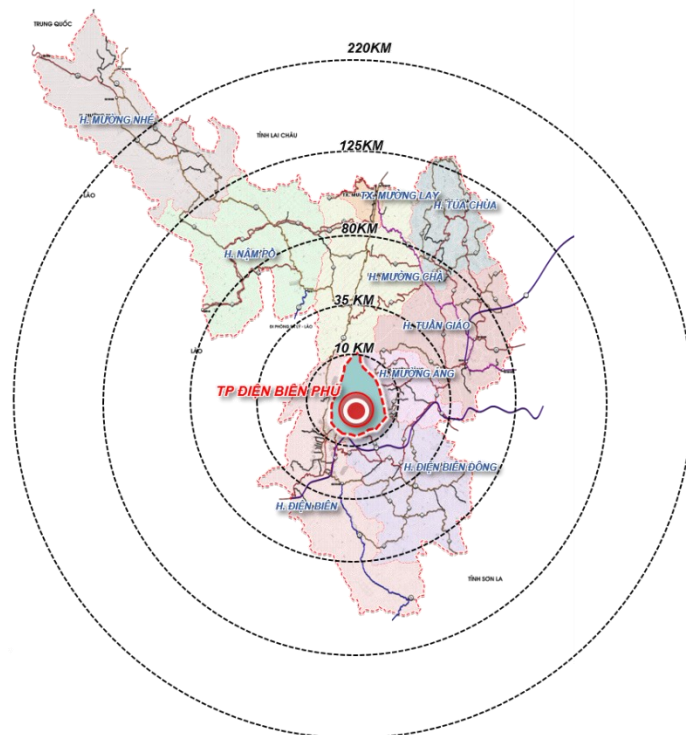 TRUNG QUỐC
220KM
H. MƯỜNG NHÉ
TỈNH LAI CHÂU
125KM
LÀO
TX. MƯỜNG LAY
H. TỦA CHÙA
80KM
H. NẬM PỒ
H. MƯỜNG CHÀ
35 KM
H. TUẦN GIÁO
LÀO
10 KM
H. MƯỜNG ẢNG
TP ĐIỆN BIÊN PHỦ
H. ĐIỆN BIÊN ĐÔNG
H. ĐIỆN BIÊN
TỈNH SƠN LA